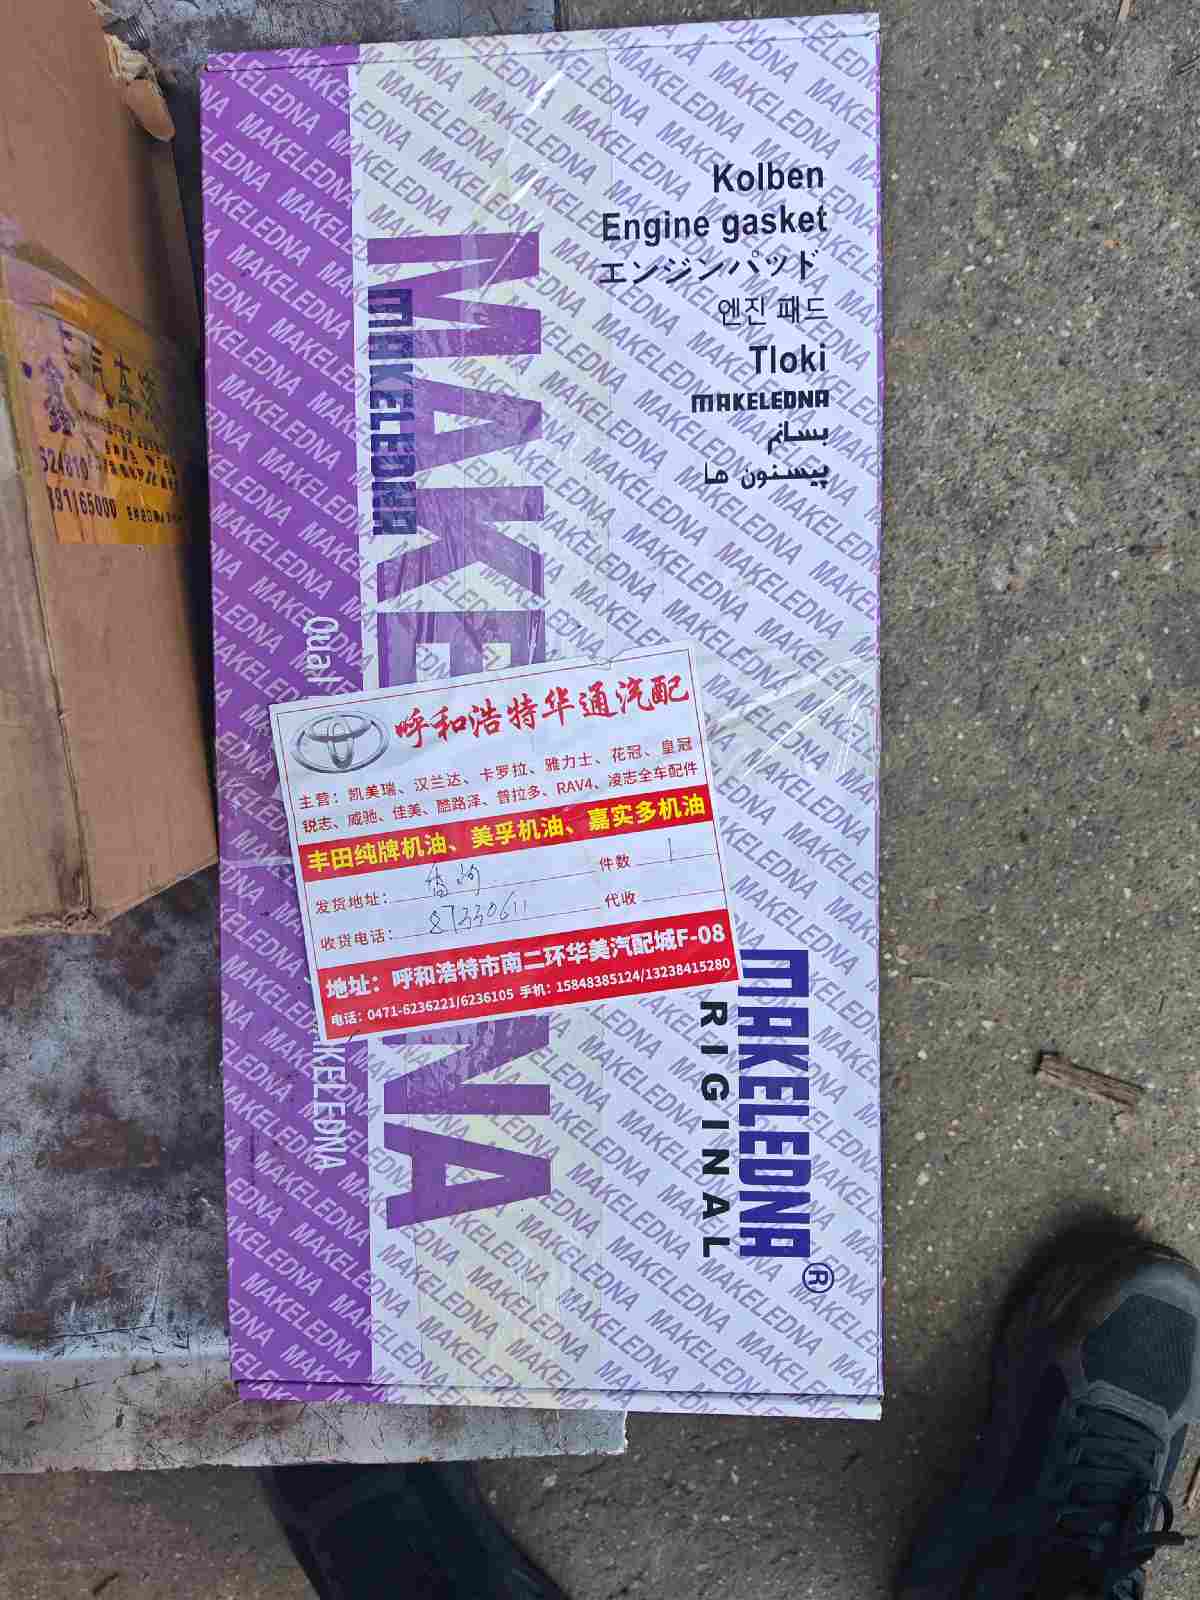 Kolben
Engine gasket
エンジンパッド
엔진 패드
Tloki
MAKELEDNA
بسانم
پیستون ها
MAKELEDNA
MAKE
NA
Qual
MAKELEDNA
ORIGINAL
MAKELEDNA®
呼和浩特华通汽配
主营：凯美瑞、汉兰达、卡罗拉、雅力士、花冠、皇冠
锐志、威驰、佳美、酷路泽、普拉多、RAV4、凌志全车配件
丰田纯牌机油、美孚机油、嘉实多机油
发货地址：
件数 1
收货电话：87330611
代收
地址：呼和浩特市南二环华美汽配城F-08
电话：0471-6236221/6236105 手机：15848385124/13238415280